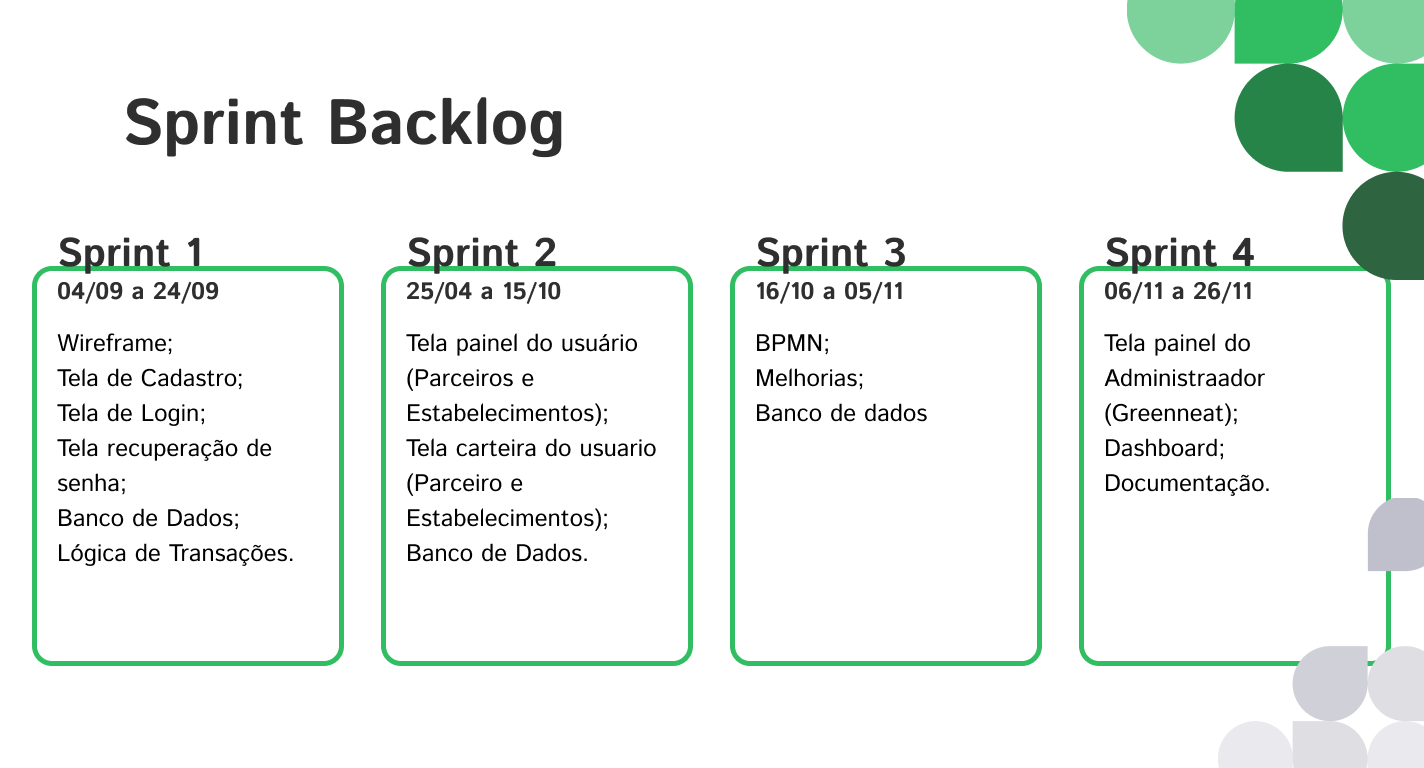 Sprint Backlog
Sprint 1
04/09 a 24/09
Wireframe;
Tela de Cadastro;
Tela de Login;
Tela recuperação de
senha;
Banco de Dados;
Lógica de Transações.
Sprint 2
25/04 a 15/10
Tela painel do usuário
(Parceiros e
Estabelecimentos);
Tela carteira do usuario
(Parceiro e
Estabelecimentos);
Banco de Dados.
Sprint 3
16/10 a 05/11
BPMN;
Melhorias;
Banco de dados
Sprint 4
06/11 a 26/11
Tela painel do
Administraador
(Greenneat);
Dashboard;
Documentação.